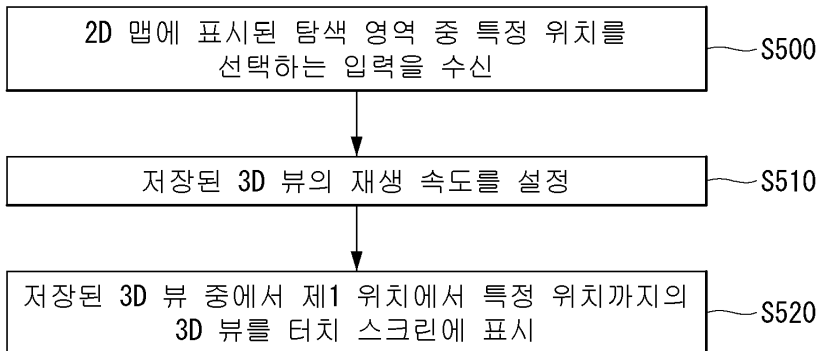 2D 맵에 표시된 탐색 영역 중 특정 위치를
선택하는 입력을 수신
S500
저장된 3D 뷰의 재생 속도를 설정
S510
저장된 3D 뷰 중에서 제1 위치에서 특정 위치까지의
3D 뷰를 터치 스크린에 표시
S520